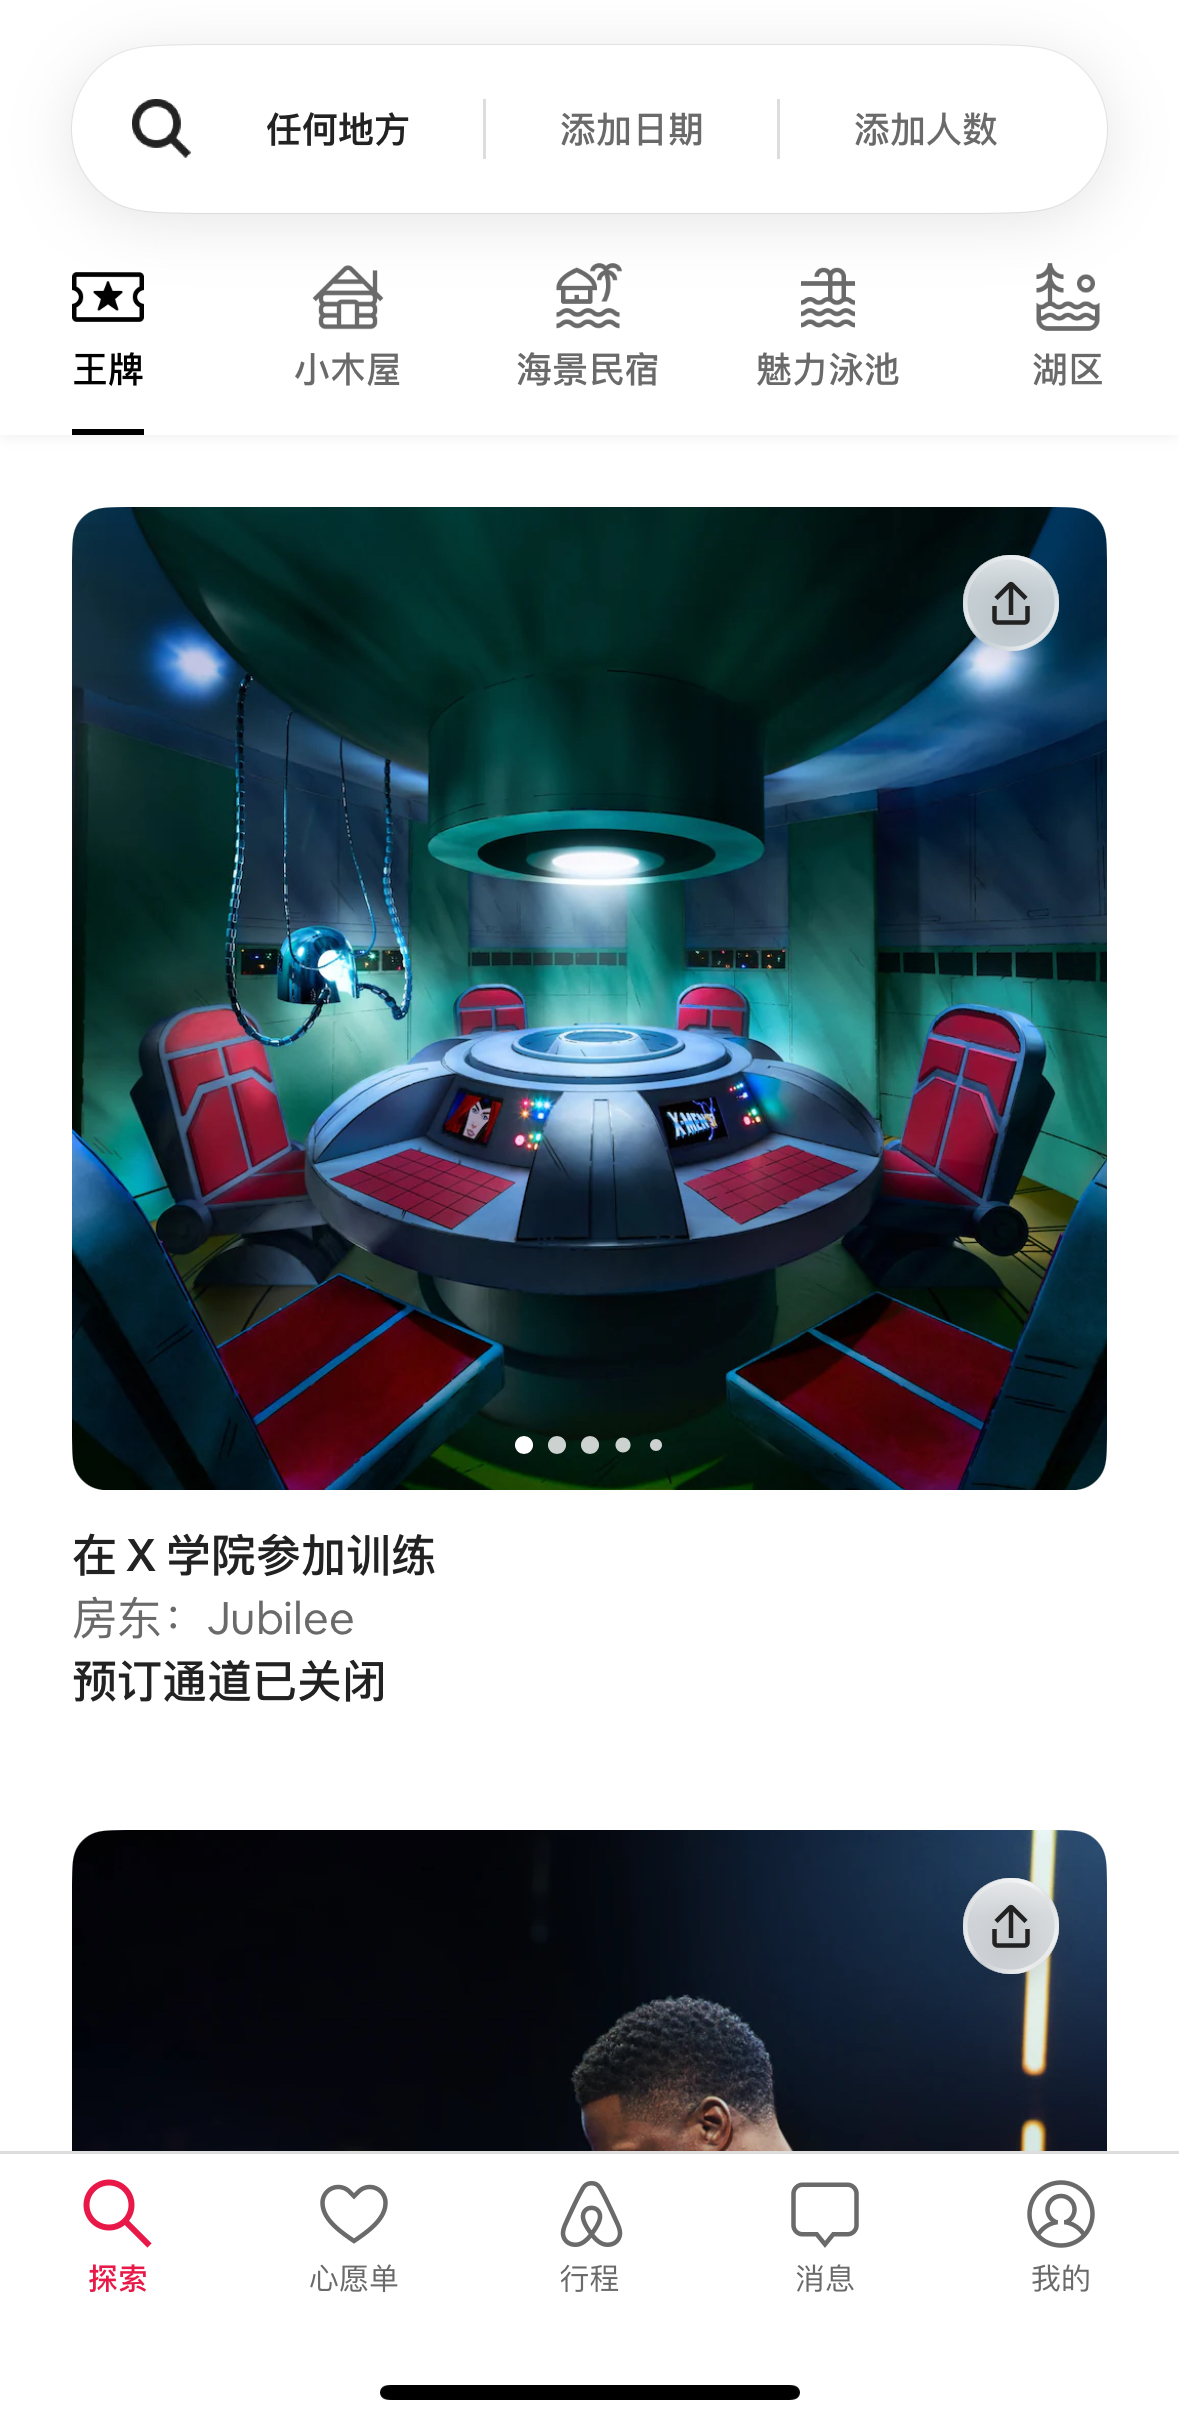 任何地方
添加日期
添加人数
王牌
小木屋
海景民宿
魅力泳池
湖区
X-MEN
在 X 学院参加训练
房东：Jubilee
预订通道已关闭
探索
心愿单
行程
消息
我的